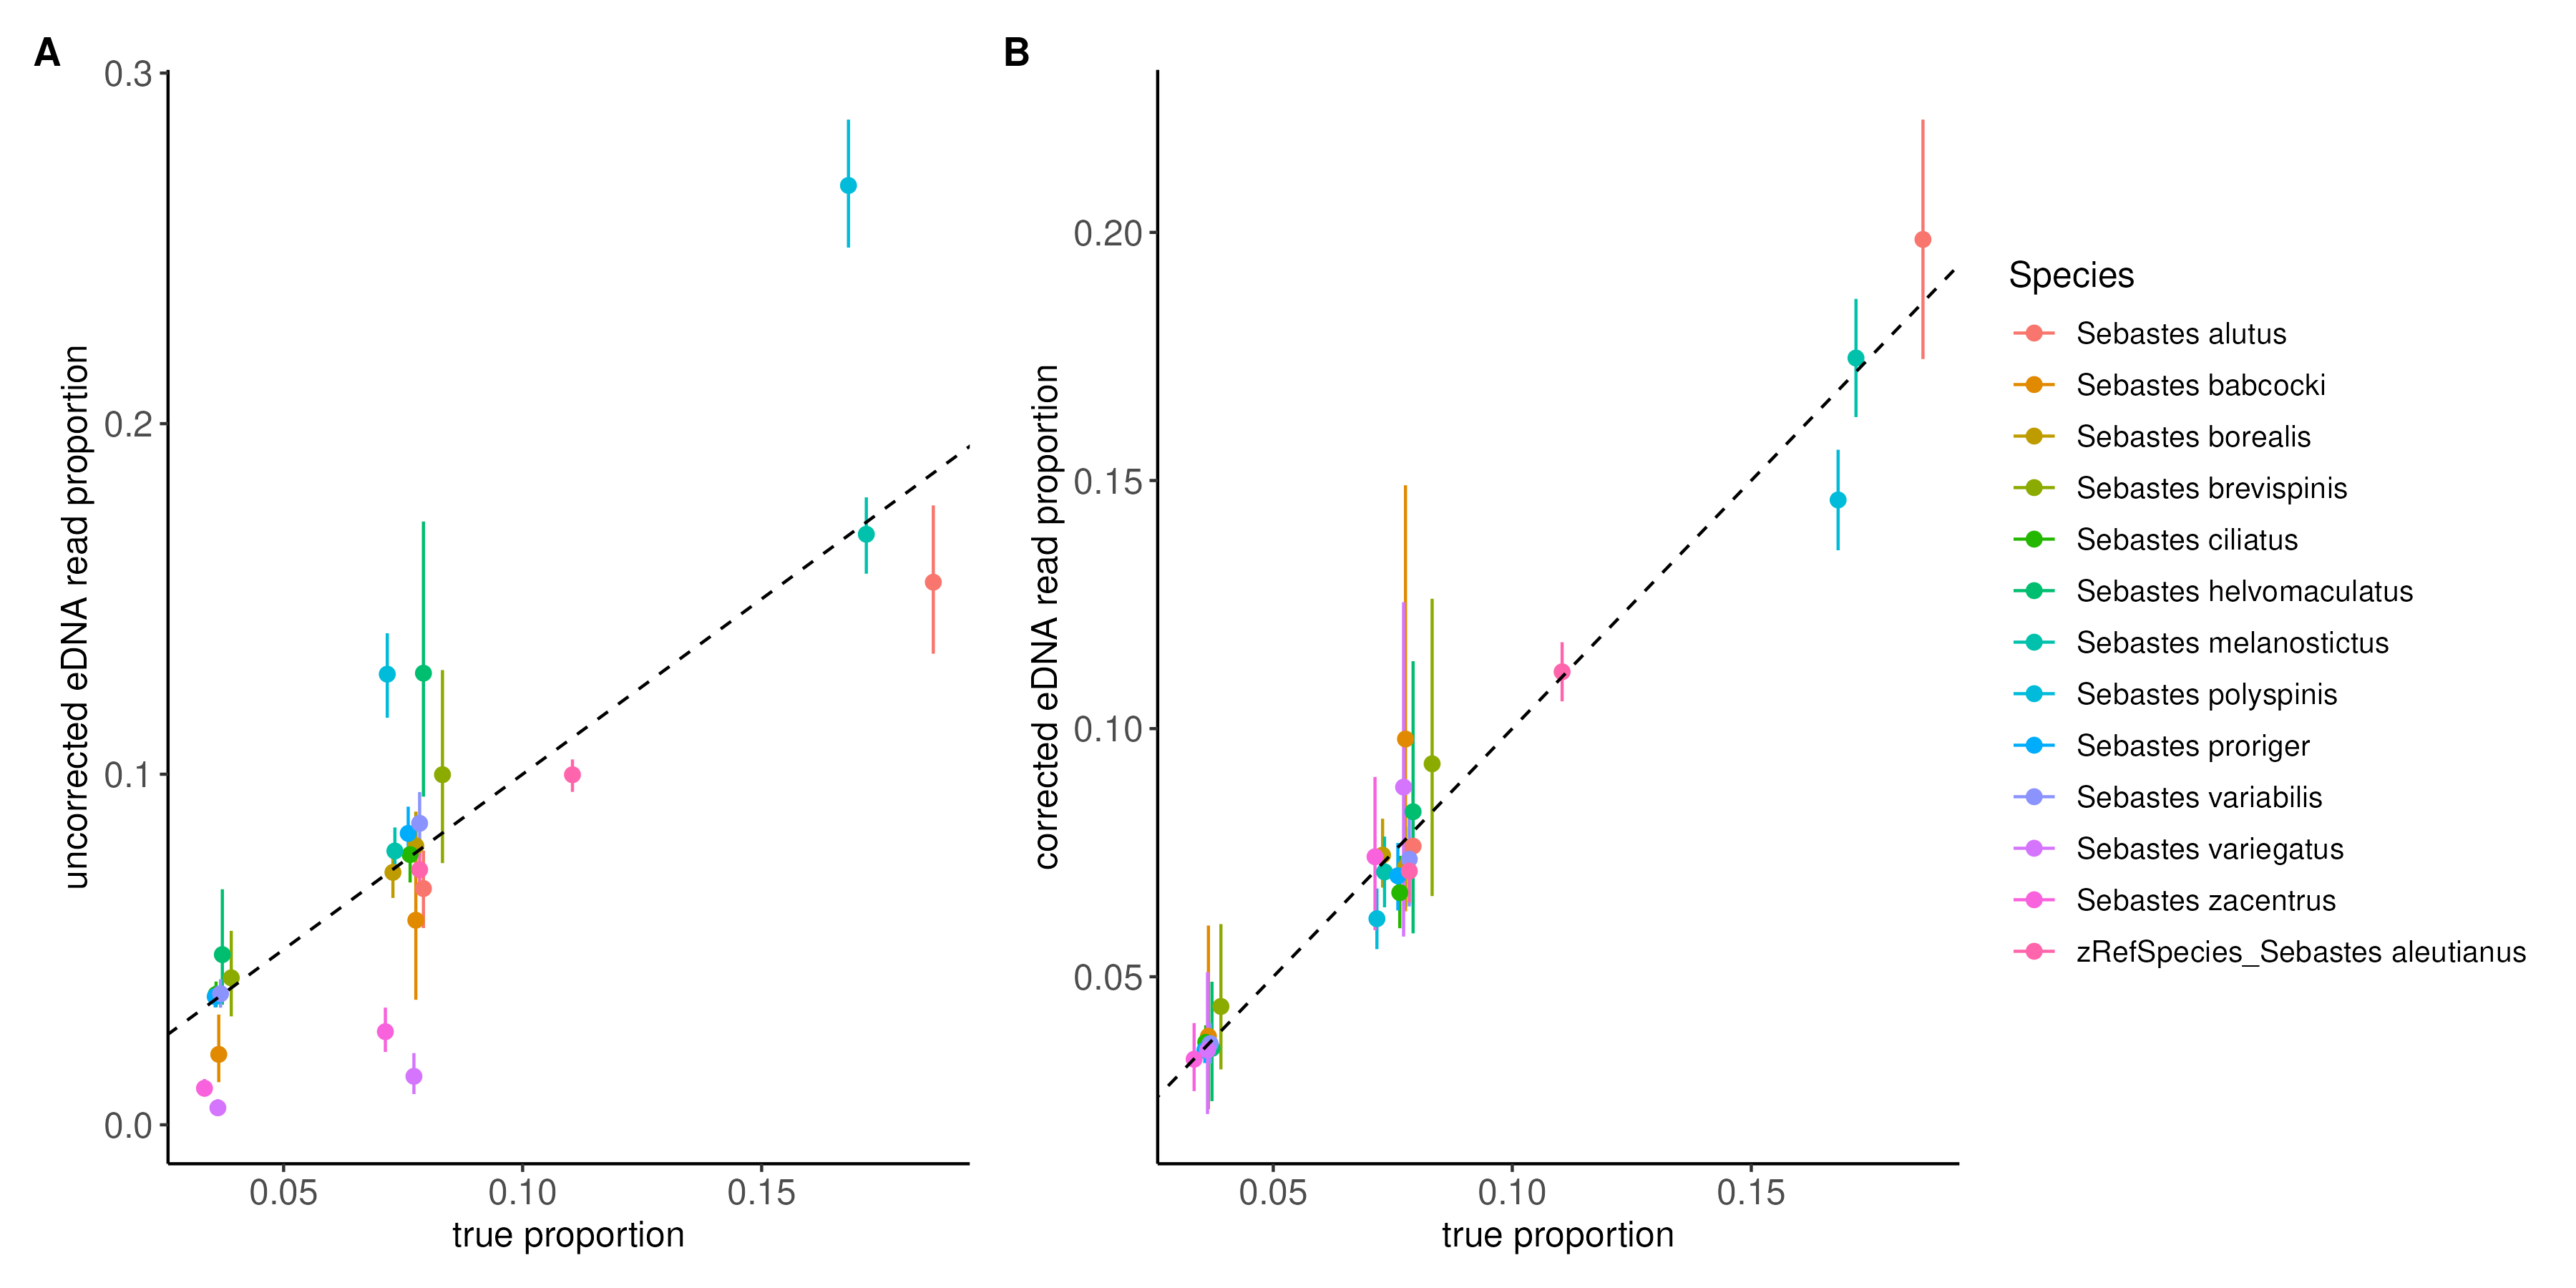 A
B
uncorrected eDNA read proportion
0.3
0.2
0.1
0.0
0.05
0.10
0.15
true proportion
corrected eDNA read proportion
0.20
0.15
0.10
0.05
0.05
0.10
0.15
true proportion
Species
Sebastes alutus
Sebastes babcocki
Sebastes borealis
Sebastes brevispinis
Sebastes ciliatus
Sebastes helvomaculatus
Sebastes melanostictus
Sebastes polyspinis
Sebastes proriger
Sebastes variabilis
Sebastes variegatus
Sebastes zacentrus
zRefSpecies_Sebastes aleutianus